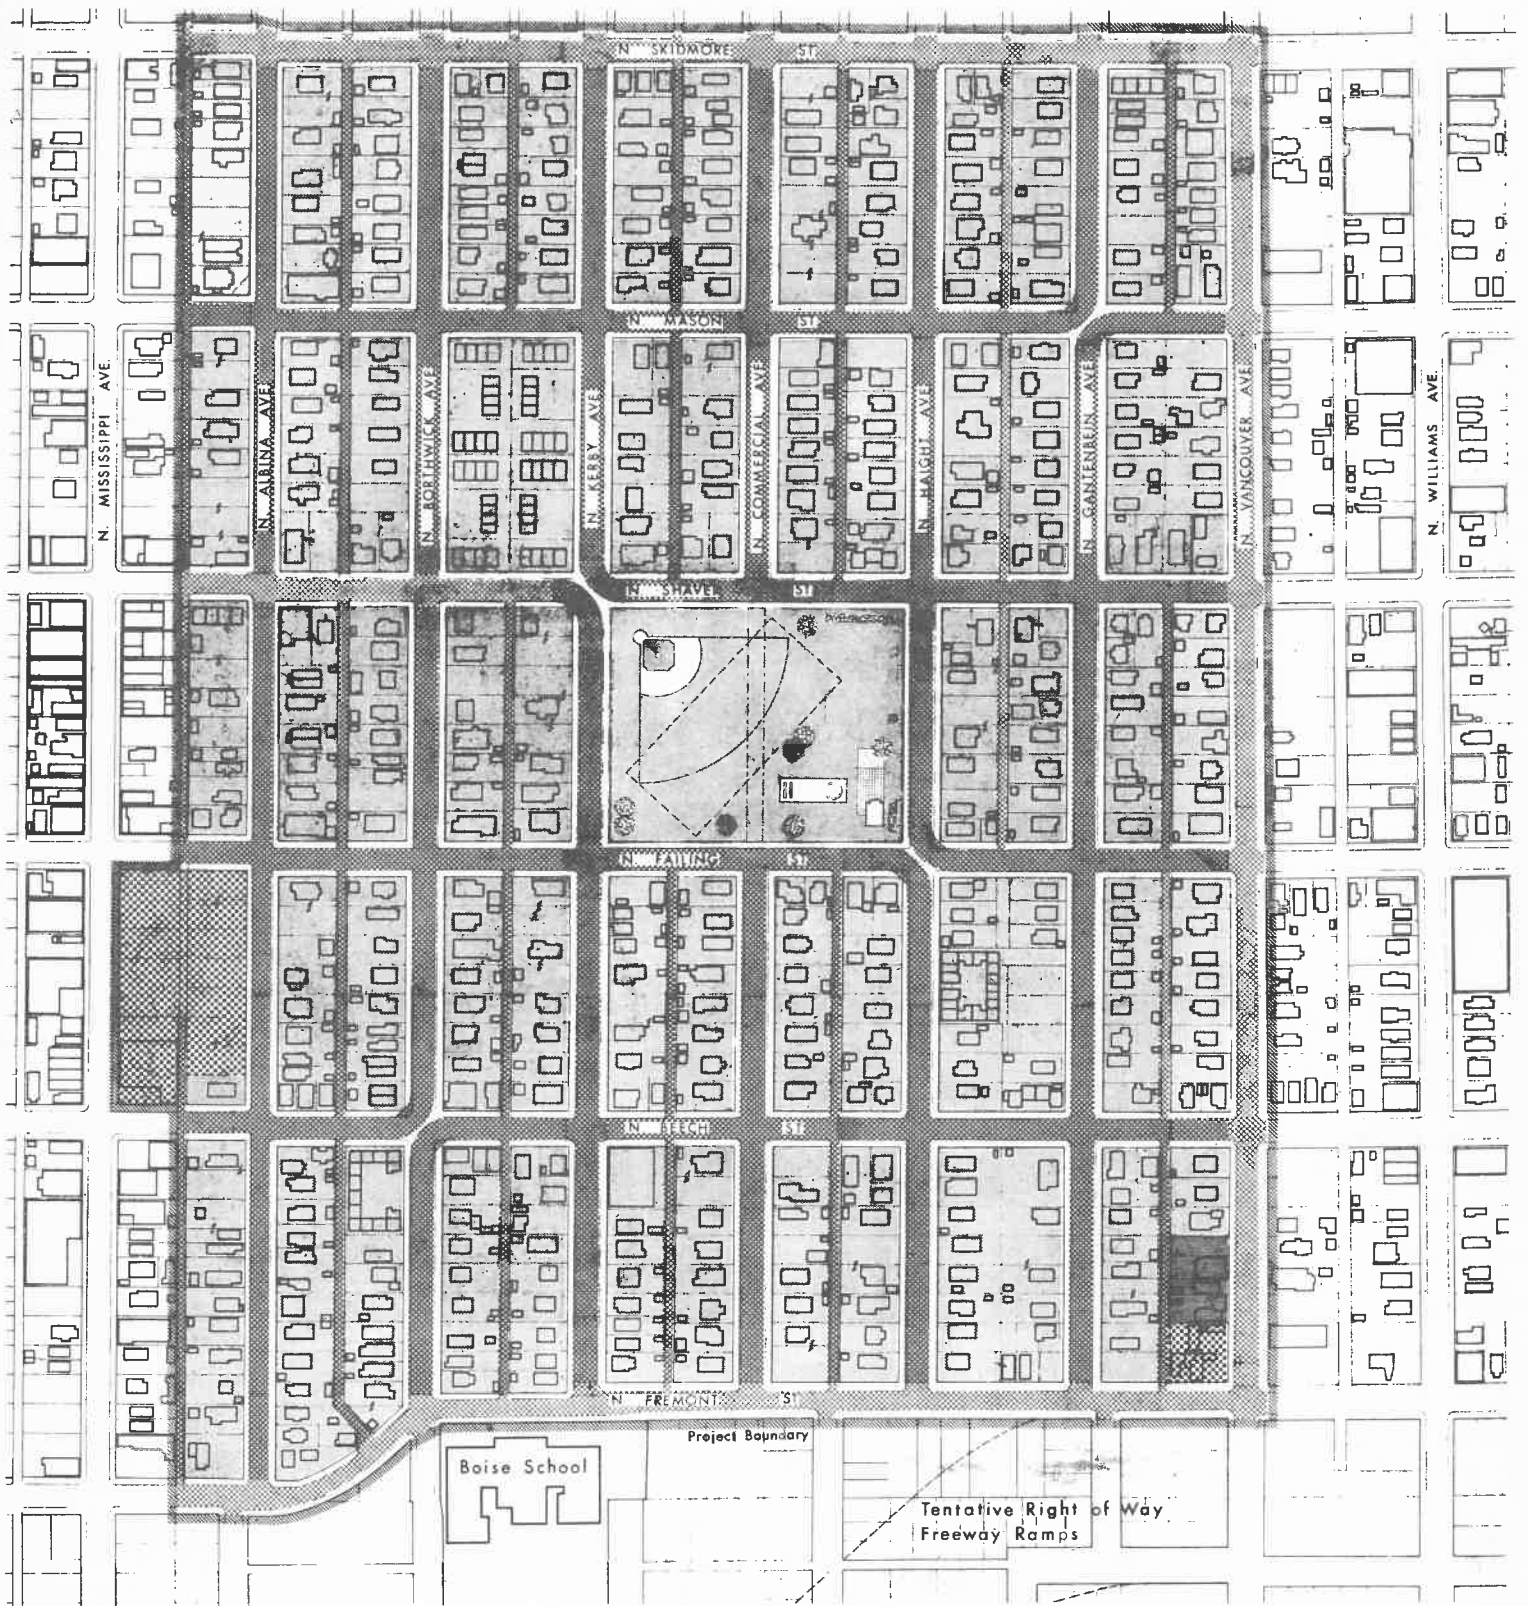 N SKIDMORE ST.
N MASON ST.
N. MISSISSIPPI AVE.
N ALBINA AVE.
N. BORTHWICK AVE
N KERBY AVE
N. COMMERCIAL AVE
N HAIGHT AVE
N GANTENBEIN AVE
N. VANCOUVER AVE.
N. WILLIAMS AVE.
N SHAVER ST.
N FAILING ST.
N BEECH ST.
N FREMONT ST
Project Boundary
Boise School
Tentative Right of Way
Freeway Ramps